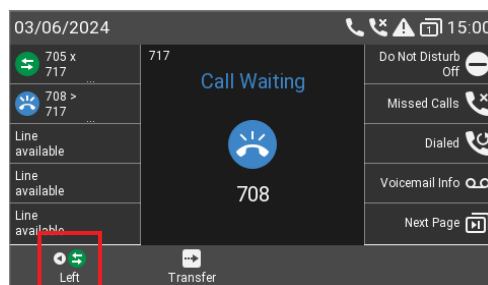 03/06/2024
1
15:00
705 x
717
...
708 >
717
...
Line
available
Line
available
Line
available
717
Call Waiting
708
Do Not Disturb
Off
Missed Calls
Dialed
Voicemail Info
Next Page
Left
Transfer